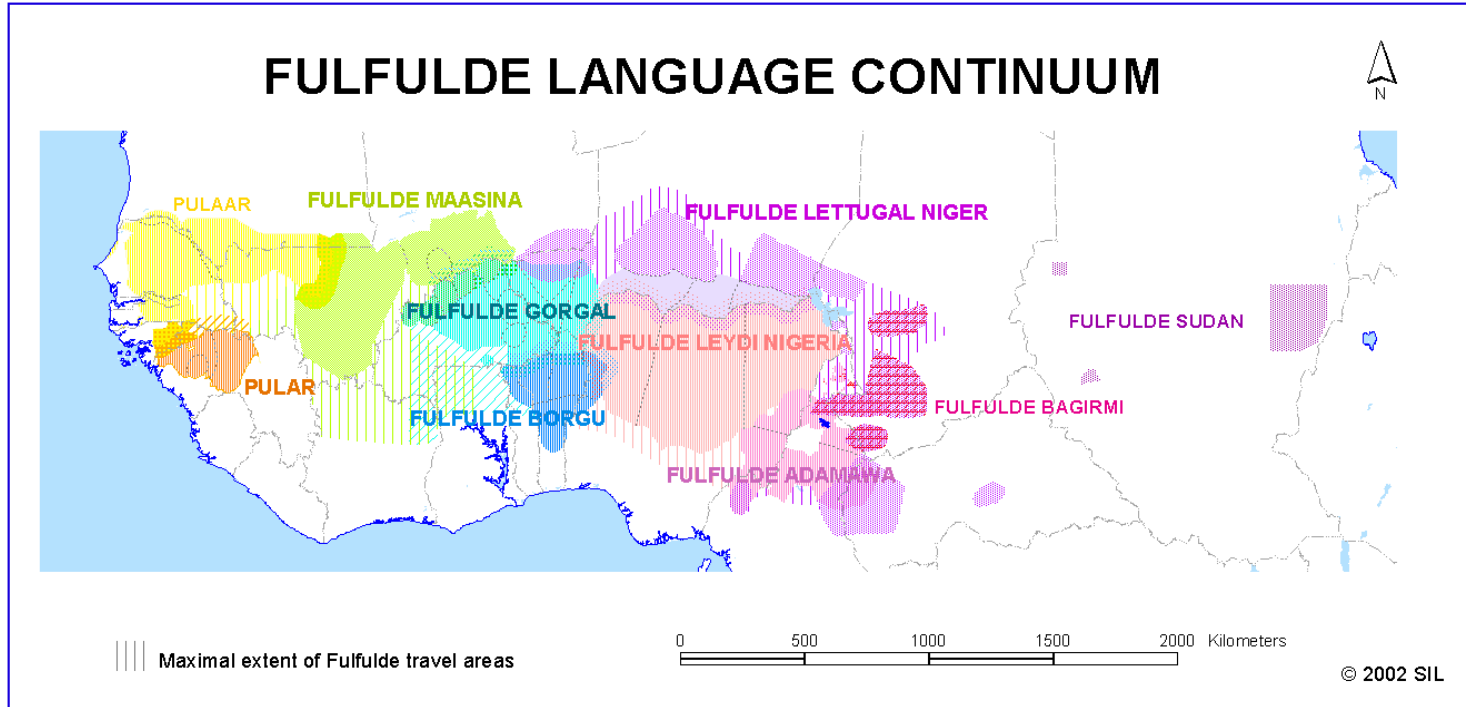 FULFULDE LANGUAGE CONTINUUM
N
PULAAR
FULFULDE MAASINA
FULFULDE LETTUGAL NIGER
FULFULDE GORGAL
FULFULDE SUDAN
FULFULDE LEYDI NIGERIA
PULAR
FULFULDE BORGU
FULFULDE BAGIRMI
FULFULDE ADAMAWA
0 500 1000 1500 2000 Kilometers
Maximal extent of Fulfulde travel areas
© 2002 SIL